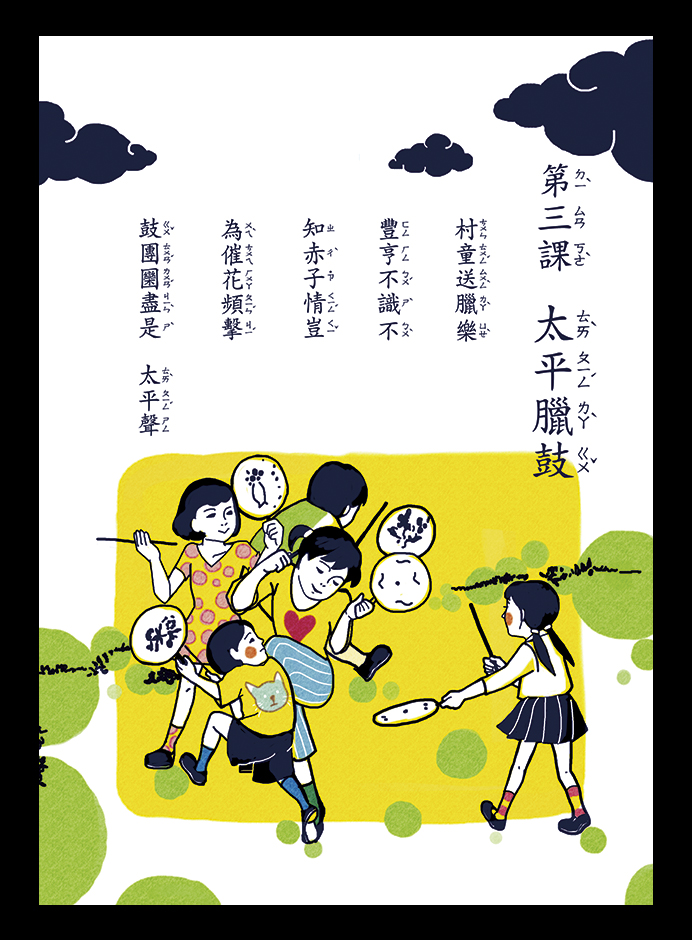 第三課 太平臘鼓
村童送臘樂
豐亨不識不
知赤子情豈
為催花頻擊
鼓團圞盡是 太平聲